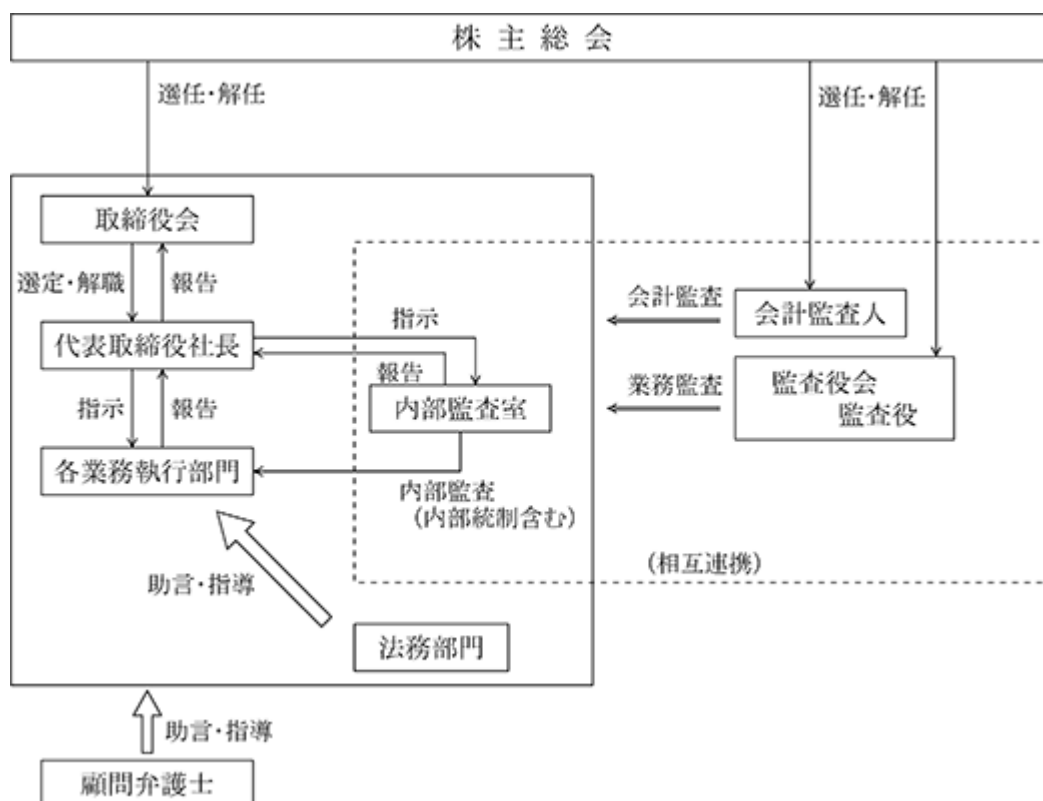 株主総会
選任・解任
選任・解任
取締役会
選定・解職
報告
代表取締役社長
指示
報告
各業務執行部門
指示
報告
内部監査室
内部監査
(内部統制含む)
会計監査
会計監査人
業務監査
監査役会
監査役
(相互連携)
助言・指導
法務部門
助言・指導
顧問弁護士